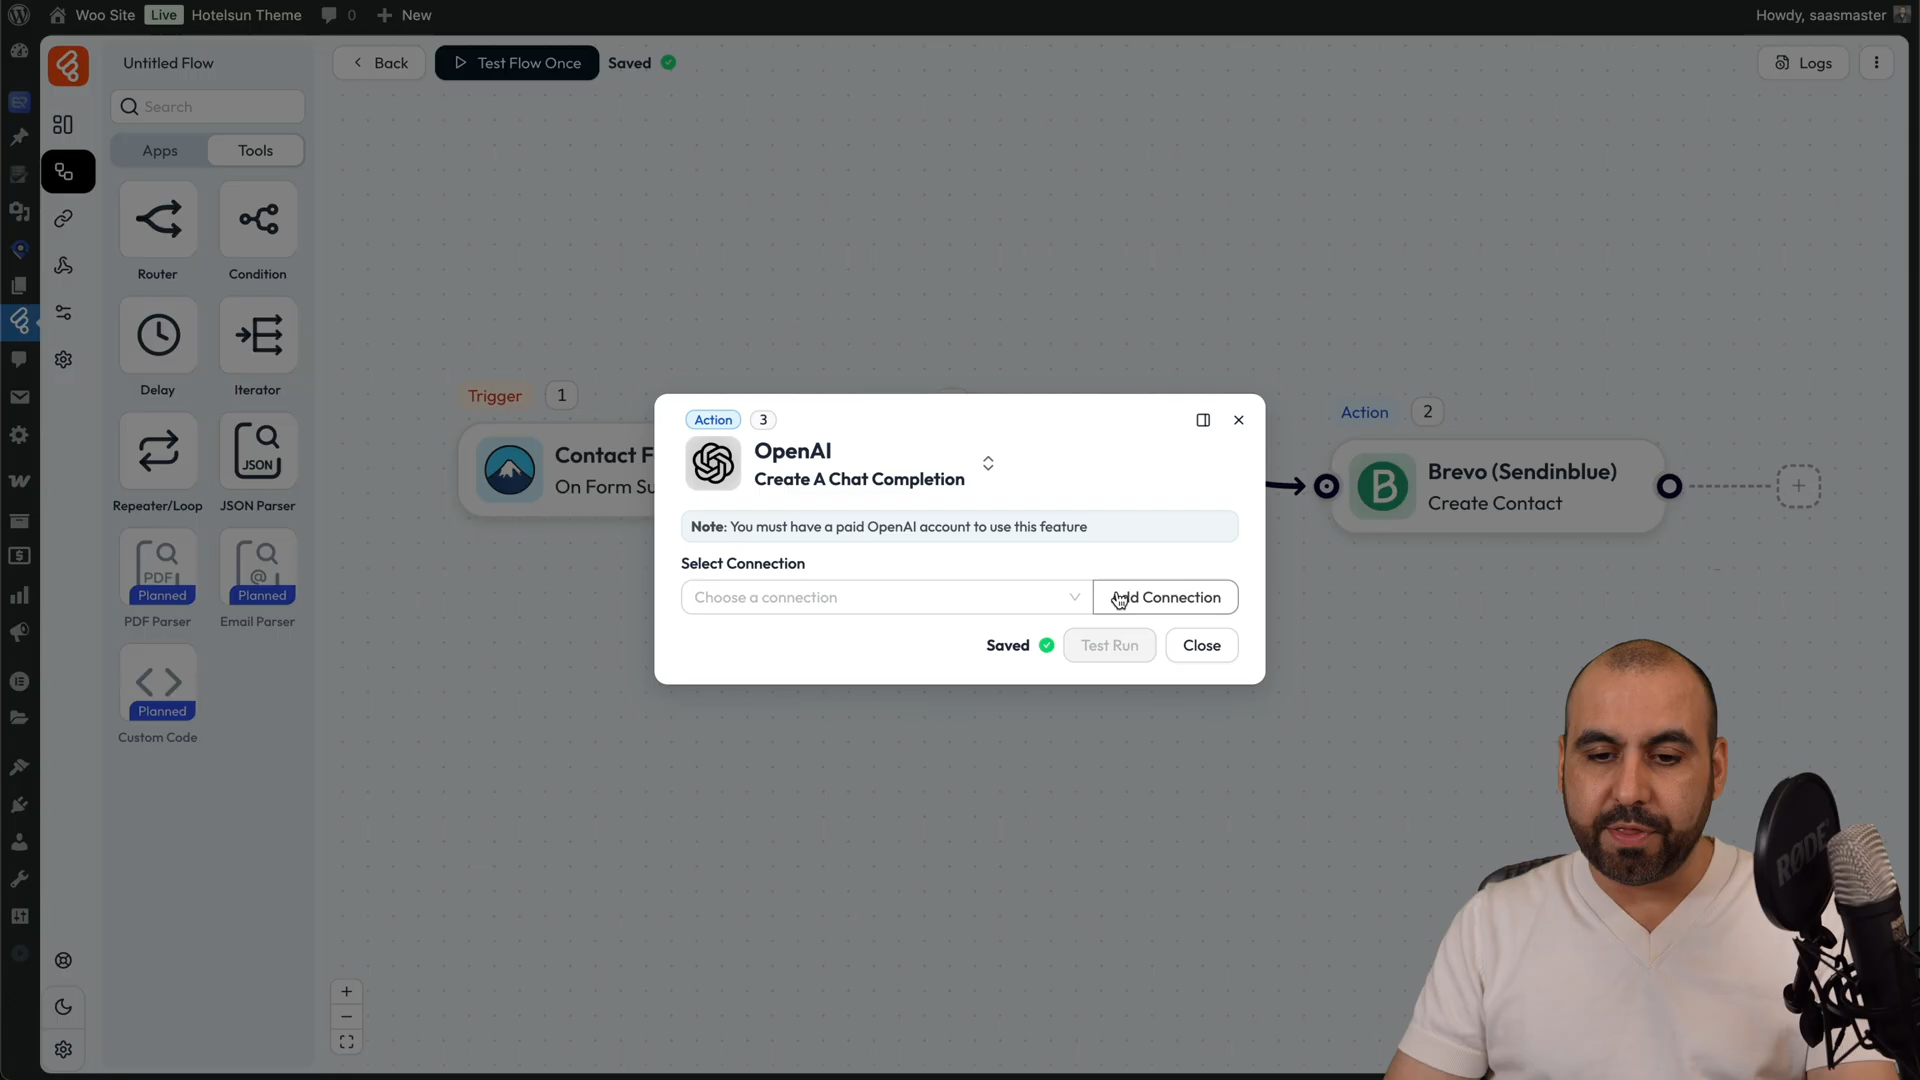 Woo Site
Live
Hotelsun Theme
0
New
Howdy, saasmaster
Untitled Flow
Back
Test Flow Once
Saved
Logs
Search
Apps
Tools
Router
Condition
Delay
Iterator
JSON
Repeater/Loop
JSON Parser
PDF
Planned
@
Planned
PDF Parser
Email Parser
Planned
Custom Code
Trigger
1
Contact F
On Form Su
Action
3
OpenAI
Create A Chat Completion
Note: You must have a paid OpenAI account to use this feature
Select Connection
Choose a connection
Connection
Saved
Test Run
Close
Action
2
B
Brevo (Sendinblue)
Create Contact
RØDE